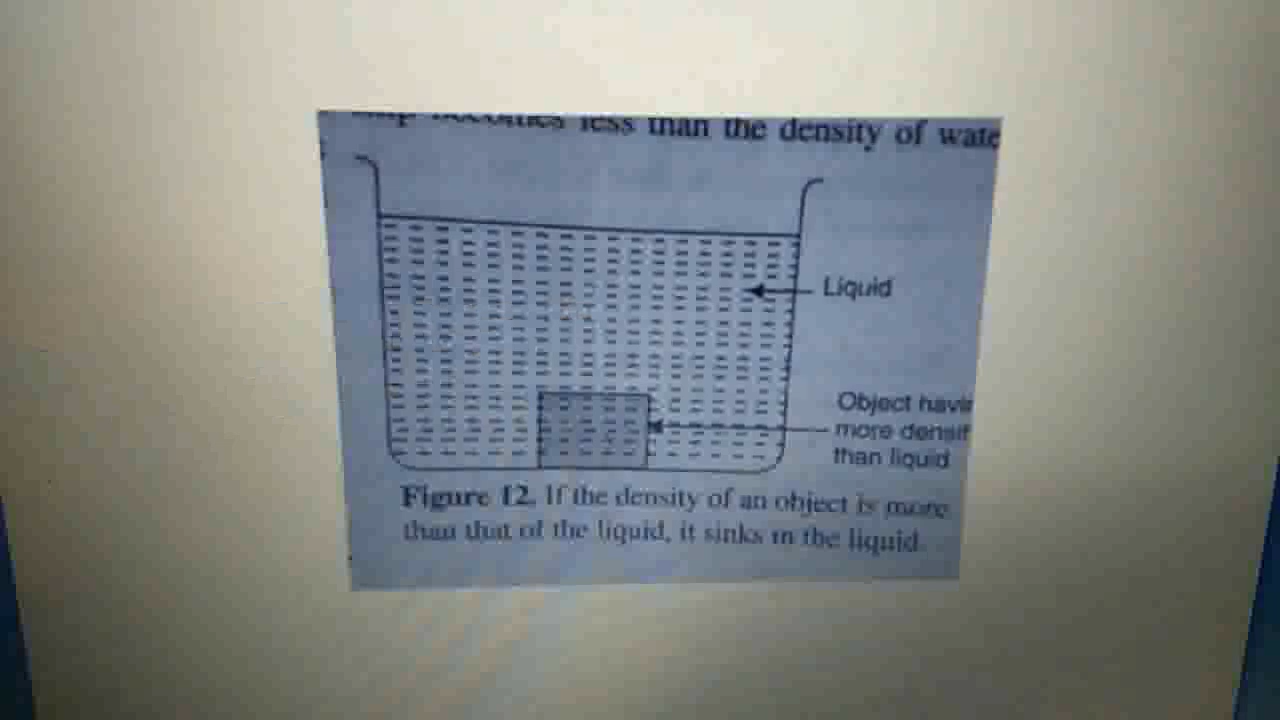 less than the density of wate
Liquid
Object havin
more densit
than liquid
Figure 12. If the density of an object is more
than that of the liquid, it sinks in the liquid.